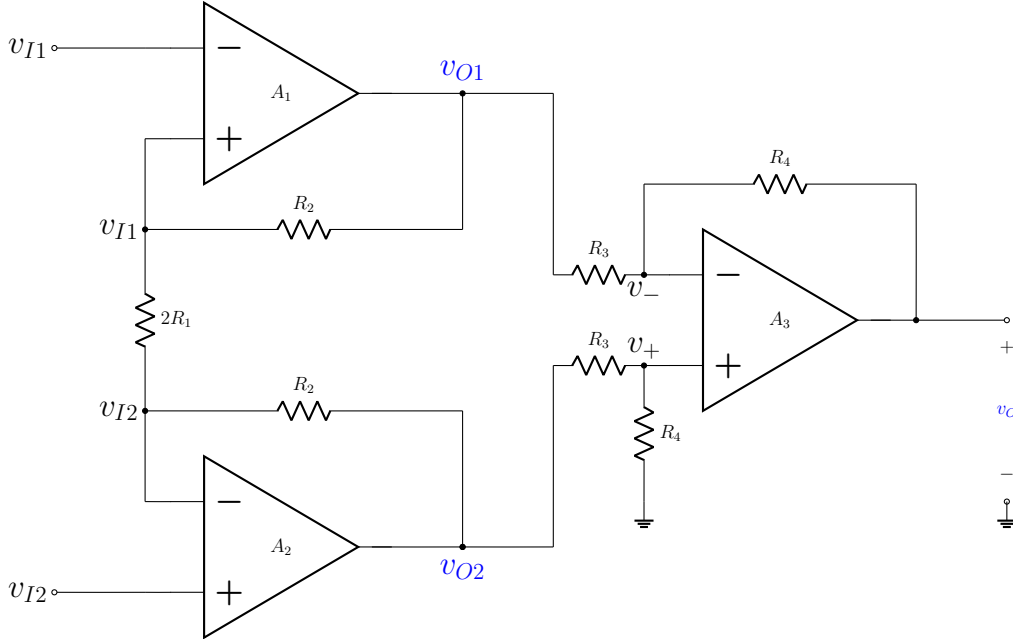 v_{I1}
−
A_1
+
v_{O1}
v_{I1}
R_2
2R_1
v_{I2}
R_2
−
A_2
+
v_{I2}
v_{O2}
R_4
R_3
v_−
−
A_3
R_3
v_+
+
R_4
+
v_O
−